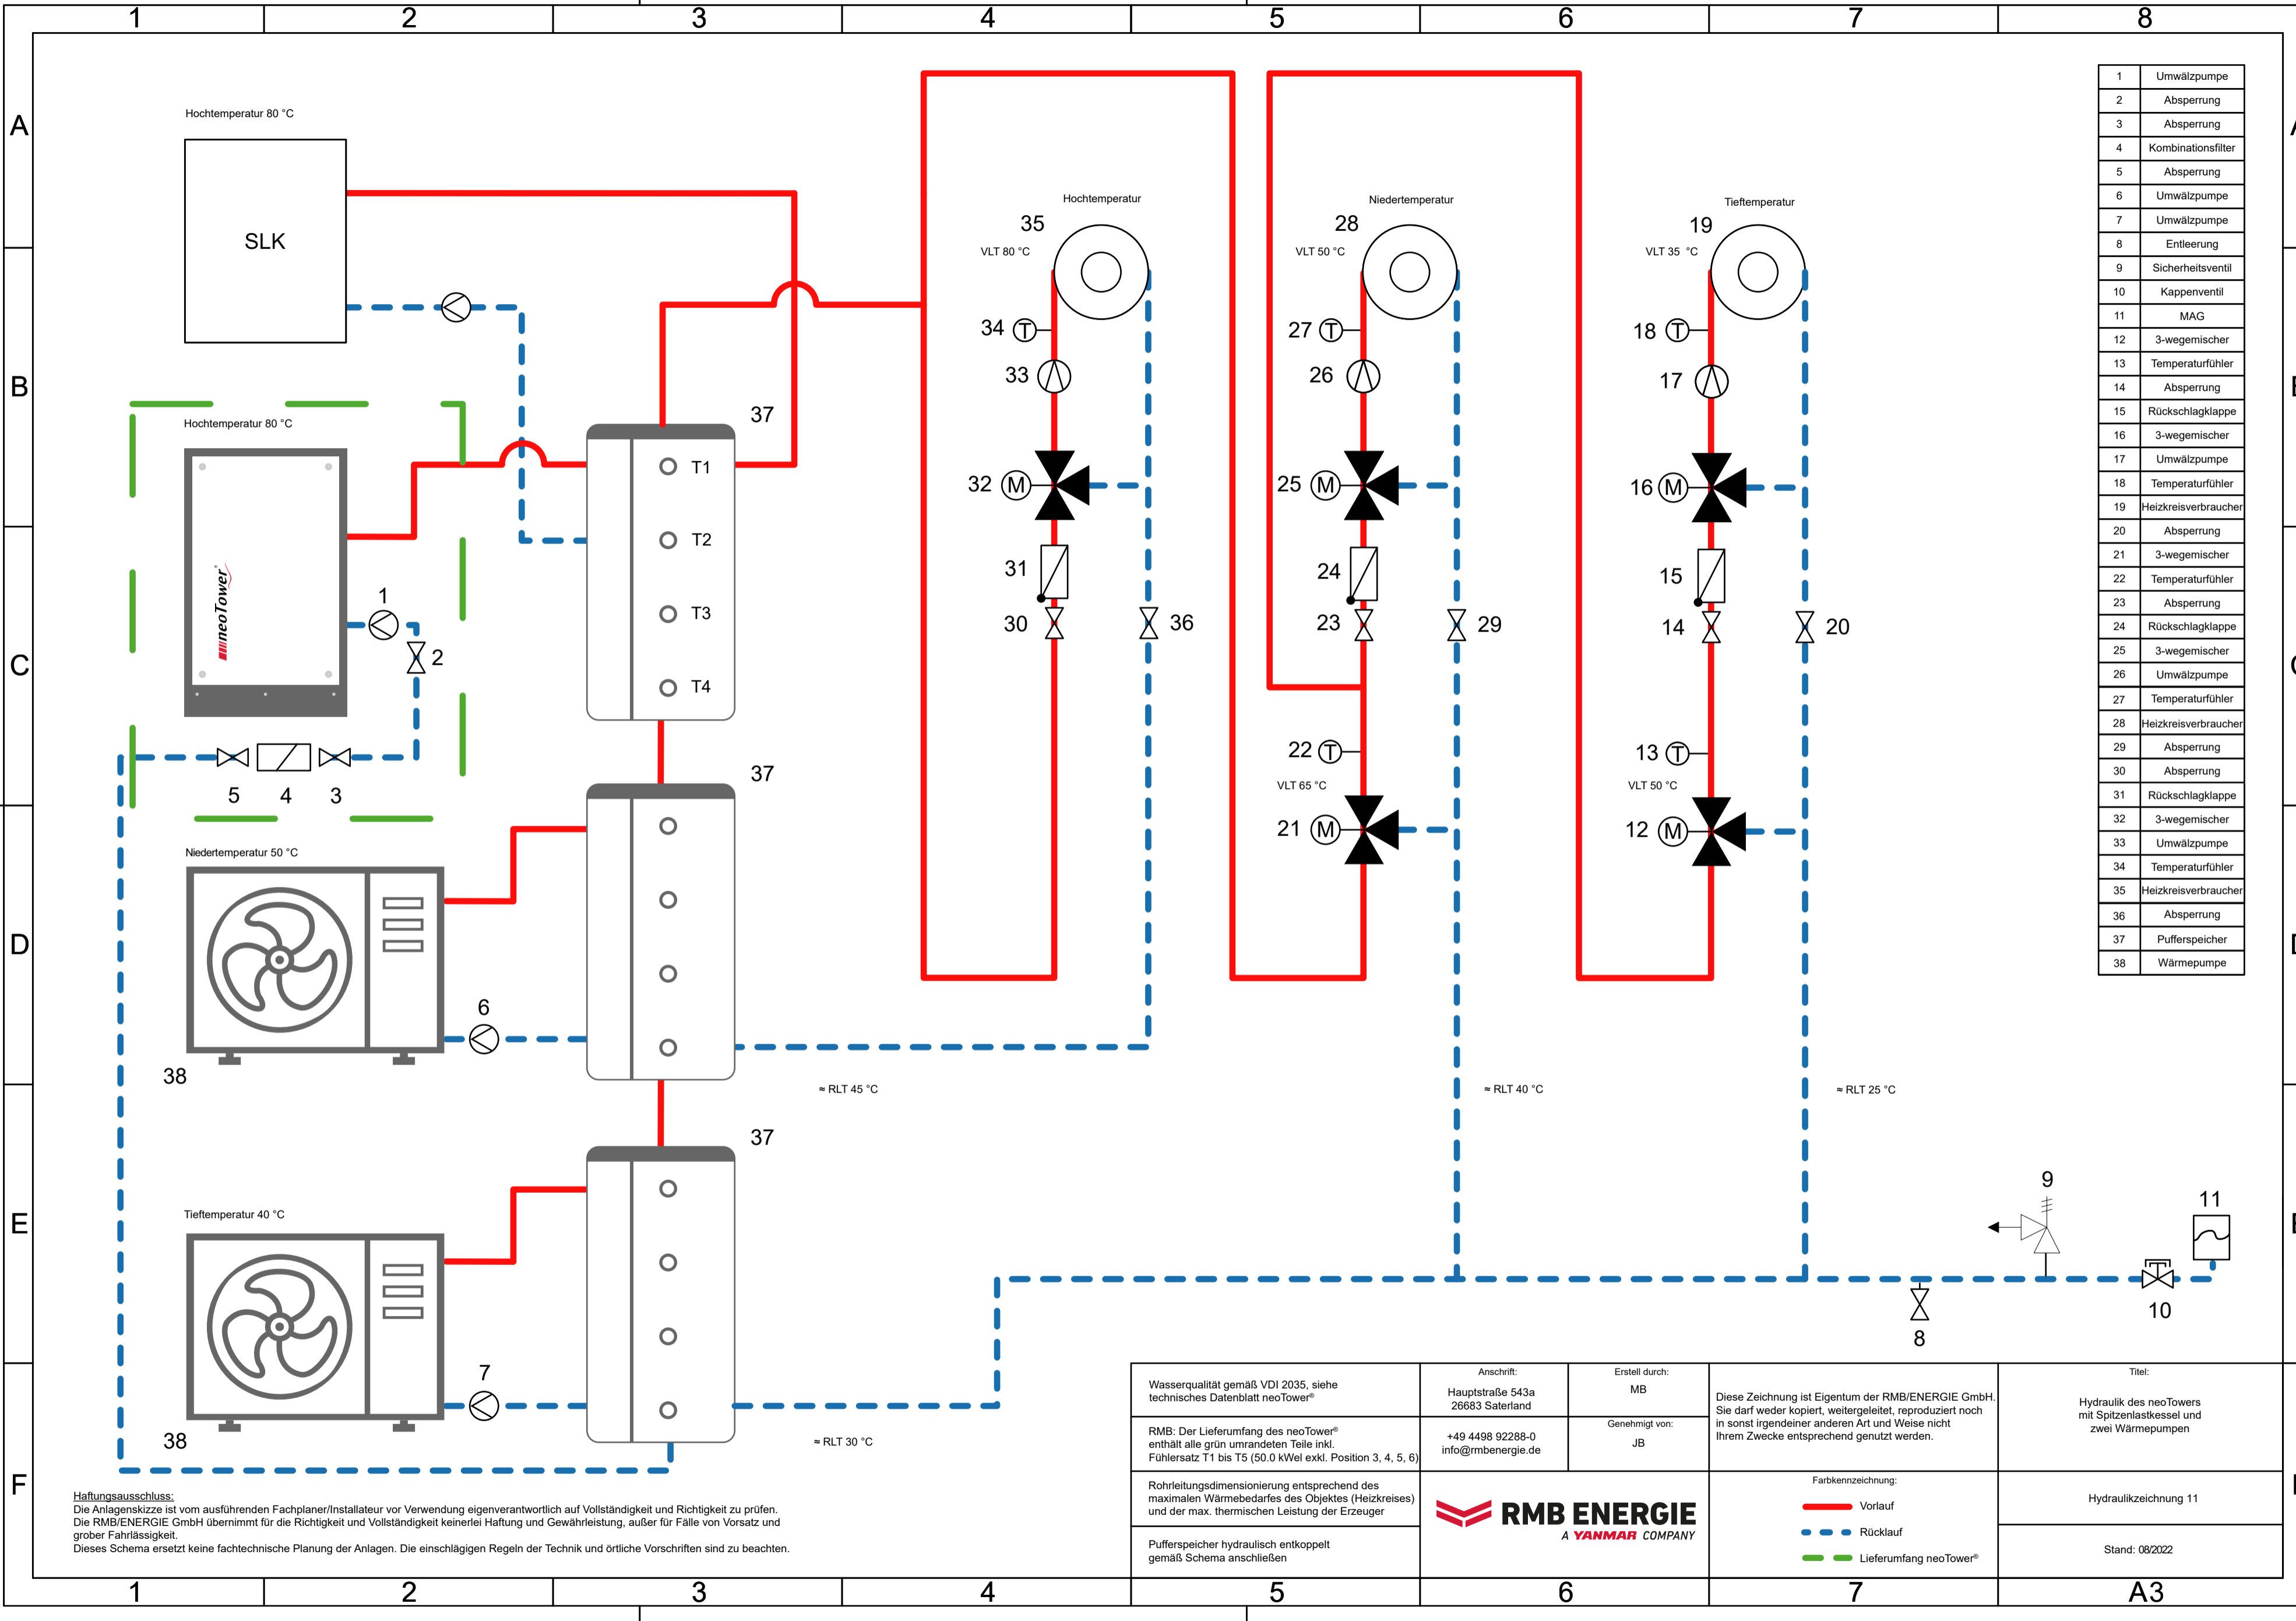 1 2 3 4 5 6 7 8
A
B
C
D
E
F
Hochtemperatur 80 °C
SLK
Hochtemperatur 80 °C
neoTower®
1
2
5 4 3
Niedertemperatur 50 °C
6
38
Tieftemperatur 40 °C
7
38
37
T1
T2
T3
T4
37
37
≈ RLT 45 °C
≈ RLT 30 °C
Hochtemperatur
35
VLT 80 °C
34 T
33
32 M
31
30
36
Niedertemperatur
28
VLT 50 °C
27 T
26
25 M
24
23
29
22 T
VLT 65 °C
21 M
≈ RLT 40 °C
Tieftemperatur
19
VLT 35 °C
18 T
17
16 M
15
14
20
13 T
VLT 50 °C
12 M
≈ RLT 25 °C
9
11
10
8
1 Umwälzpumpe
2 Absperrung
3 Absperrung
4 Kombinationsfilter
5 Absperrung
6 Umwälzpumpe
7 Umwälzpumpe
8 Entleerung
9 Sicherheitsventil
10 Kappenventil
11 MAG
12 3-wegemischer
13 Temperaturfühler
14 Absperrung
15 Rückschlagklappe
16 3-wegemischer
17 Umwälzpumpe
18 Temperaturfühler
19 Heizkreisverbraucher
20 Absperrung
21 3-wegemischer
22 Temperaturfühler
23 Absperrung
24 Rückschlagklappe
25 3-wegemischer
26 Umwälzpumpe
27 Temperaturfühler
28 Heizkreisverbraucher
29 Absperrung
30 Absperrung
31 Rückschlagklappe
32 3-wegemischer
33 Umwälzpumpe
34 Temperaturfühler
35 Heizkreisverbraucher
36 Absperrung
37 Pufferspeicher
38 Wärmepumpe
Haftungsausschluss:
Die Anlagenskizze ist vom ausführenden Fachplaner/Installateur vor Verwendung eigenverantwortlich auf Vollständigkeit und Richtigkeit zu prüfen.
Die RMB/ENERGIE GmbH übernimmt für die Richtigkeit und Vollständigkeit keinerlei Haftung und Gewährleistung, außer für Fälle von Vorsatz und
grober Fahrlässigkeit.
Dieses Schema ersetzt keine fachtechnische Planung der Anlagen. Die einschlägigen Regeln der Technik und örtliche Vorschriften sind zu beachten.
Wasserqualität gemäß VDI 2035, siehe
technisches Datenblatt neoTower®
RMB: Der Lieferumfang des neoTower®
enthält alle grün umrandeten Teile inkl.
Fühlersatz T1 bis T5 (50.0 kWel exkl. Position 3, 4, 5, 6)
Rohrleitungsdimensionierung entsprechend des
maximalen Wärmebedarfes des Objektes (Heizkreises)
und der max. thermischen Leistung der Erzeuger
Pufferspeicher hydraulisch entkoppelt
gemäß Schema anschließen
Anschrift:
Hauptstraße 543a
26683 Saterland
+49 4498 92288-0
info@rmbenergie.de
Erstell durch:
MB
Genehmigt von:
JB
RMB ENERGIE
A YANMAR COMPANY
Diese Zeichnung ist Eigentum der RMB/ENERGIE GmbH.
Sie darf weder kopiert, weitergeleitet, reproduziert noch
in sonst irgendeiner anderen Art und Weise nicht
Ihrem Zwecke entsprechend genutzt werden.
Farbkennzeichnung:
Vorlauf
Rücklauf
Lieferumfang neoTower®
Titel:
Hydraulik des neoTowers
mit Spitzenlastkessel und
zwei Wärmepumpen
Hydraulikzeichnung 11
Stand: 08/2022
1 2 3 4 5 6 7 A3